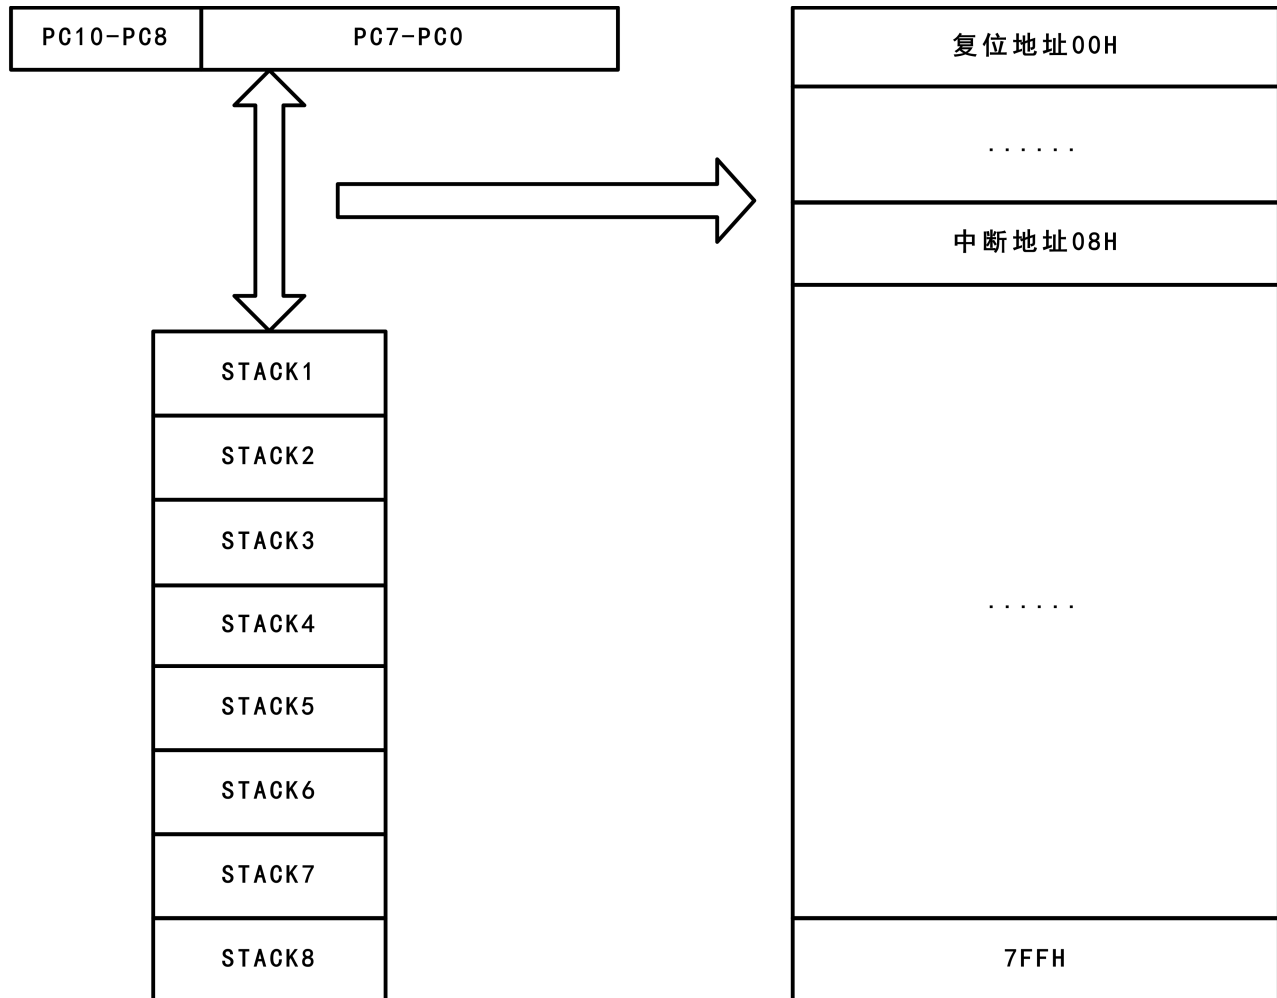 PC10-PC8
PC7-PC0
复位地址00H
......
中断地址08H
STACK1
STACK2
STACK3
STACK4
STACK5
STACK6
STACK7
STACK8
......
7FFH